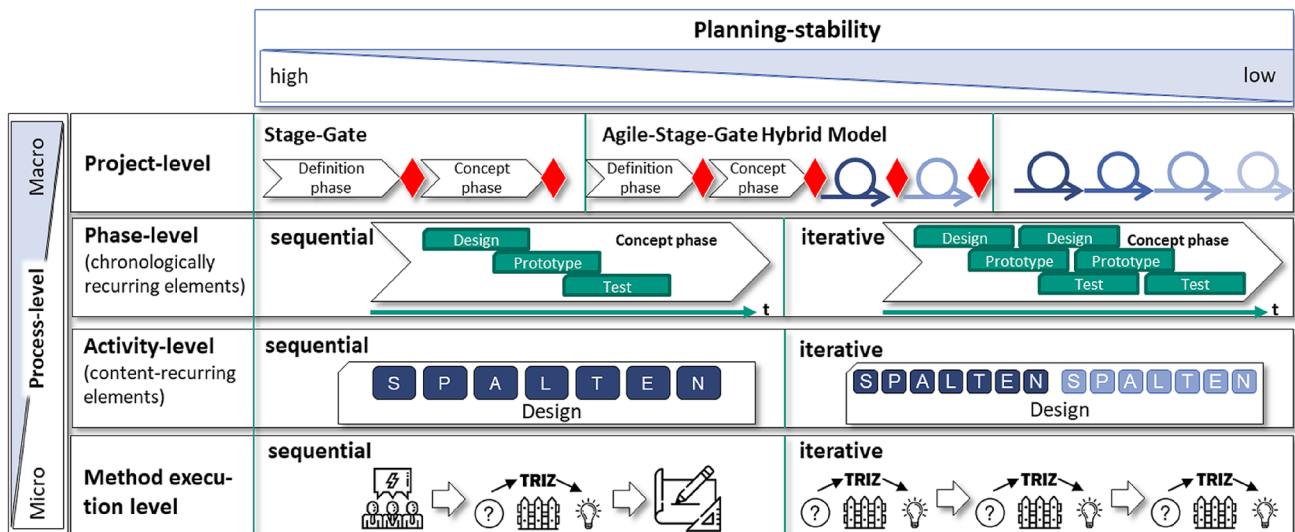 Planning-stability
high
low
Macro
Process-level
Micro
Project-level
Stage-Gate
Definition
phase
Concept
phase
Agile-Stage-Gate Hybrid Model
Definition
phase
Concept
phase
Phase-level
(chronologically
recurring elements)
sequential
Design
Prototype
Test
Concept phase
t
iterative
Design
Design
Concept phase
Prototype
Prototype
Test
Test
t
Activity-level
(content-recurring
elements)
sequential
S P A L T E N
Design
iterative
S P A L T E N S P A L T E N
Design
Method execu-
tion level
sequential
?
TRIZ
iterative
?
TRIZ
?
TRIZ
?
TRIZ